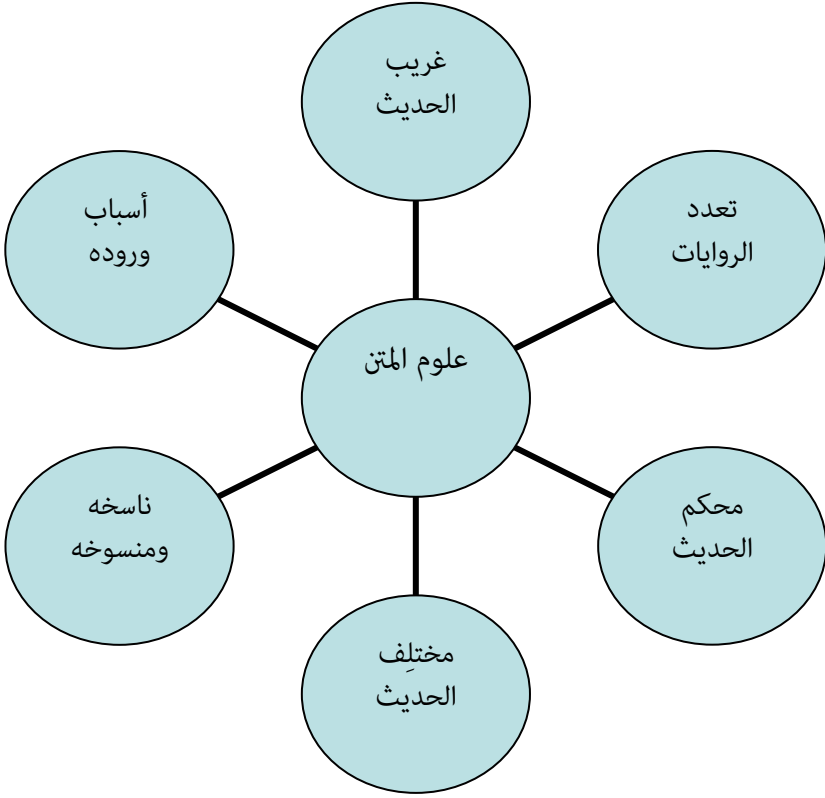 غريب
الحديث
تعدد
الروايات
أسباب
وروده
علوم المتن
محكم
الحديث
ناسخه
ومنسوخه
مختلِف
الحديث